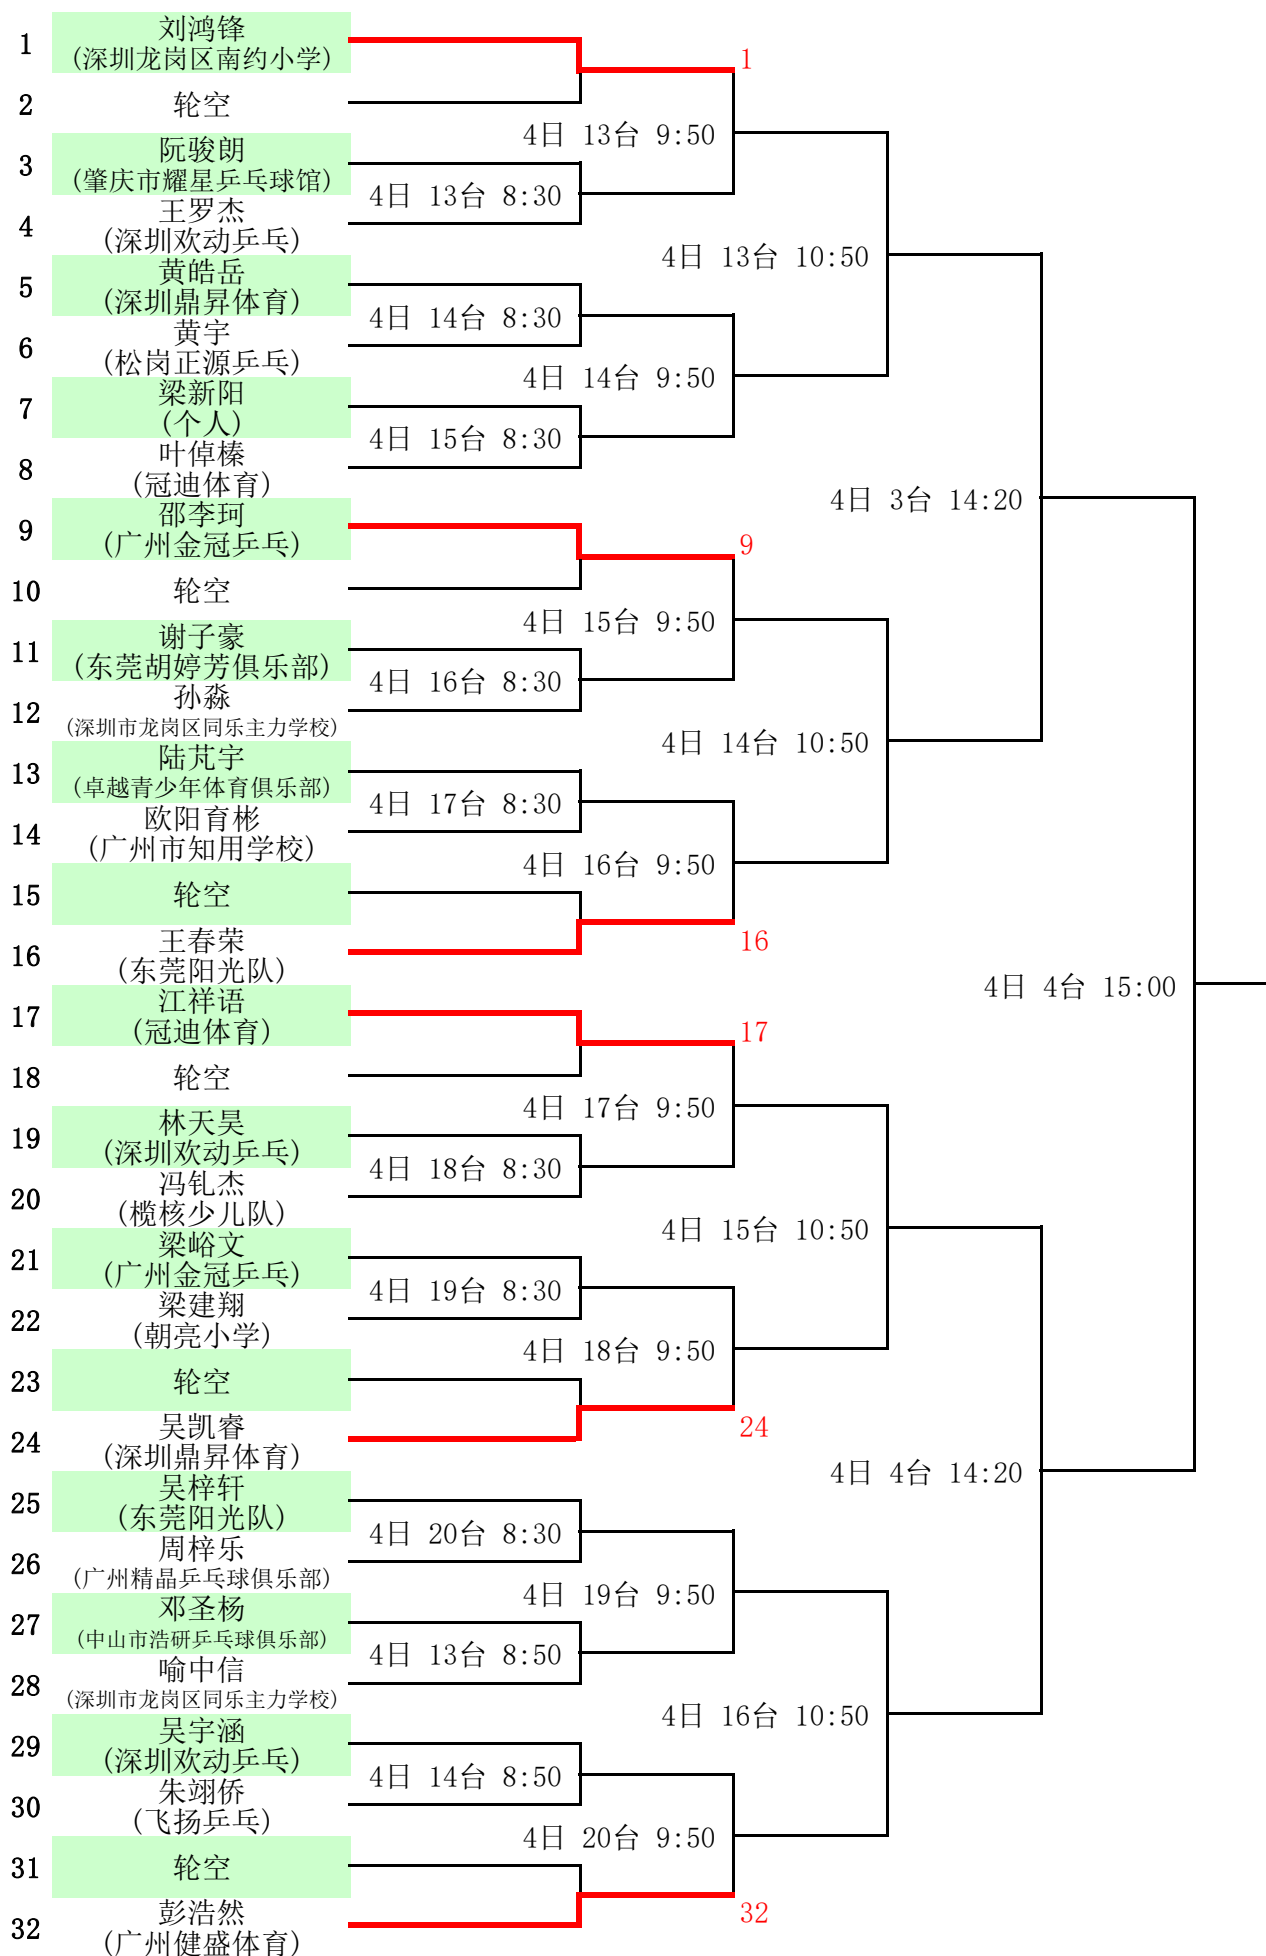 1
刘鸿锋
(深圳龙岗区南约小学)
1
2
轮空
4日 13台 9:50
3
阮骏朗
(肇庆市耀星乒乓球馆)
4日 13台 8:30
4
王罗杰
(深圳欢动乒乓)
4日 13台 10:50
5
黄皓岳
(深圳鼎昇体育)
4日 14台 8:30
6
黄宇
(松岗正源乒乓)
4日 14台 9:50
7
梁新阳
(个人)
4日 15台 8:30
8
叶倬榛
(冠迪体育)
4日 3台 14:20
9
邵李珂
(广州金冠乒乓)
9
10
轮空
4日 15台 9:50
11
谢子豪
(东莞胡婷芳俱乐部)
4日 16台 8:30
12
孙淼
(深圳市龙岗区同乐主力学校)
4日 14台 10:50
13
陆芃宇
(卓越青少年体育俱乐部)
4日 17台 8:30
14
欧阳育彬
(广州市知用学校)
4日 16台 9:50
15
轮空
16
王春荣
(东莞阳光队)
16
4日 4台 15:00
17
江祥语
(冠迪体育)
17
18
轮空
4日 17台 9:50
19
林天昊
(深圳欢动乒乓)
4日 18台 8:30
20
冯钆杰
(榄核少儿队)
4日 15台 10:50
21
梁峪文
(广州金冠乒乓)
4日 19台 8:30
22
梁建翔
(朝亮小学)
4日 18台 9:50
23
轮空
24
吴凯睿
(深圳鼎昇体育)
24
4日 4台 14:20
25
吴梓轩
(东莞阳光队)
4日 20台 8:30
26
周梓乐
(广州精晶乒乓球俱乐部)
4日 19台 9:50
27
邓圣杨
(中山市浩研乒乓球俱乐部)
4日 13台 8:50
28
喻中信
(深圳市龙岗区同乐主力学校)
4日 16台 10:50
29
吴宇涵
(深圳欢动乒乓)
4日 14台 8:50
30
朱翊侨
(飞扬乒乓)
4日 20台 9:50
31
轮空
32
彭浩然
(广州健盛体育)
32